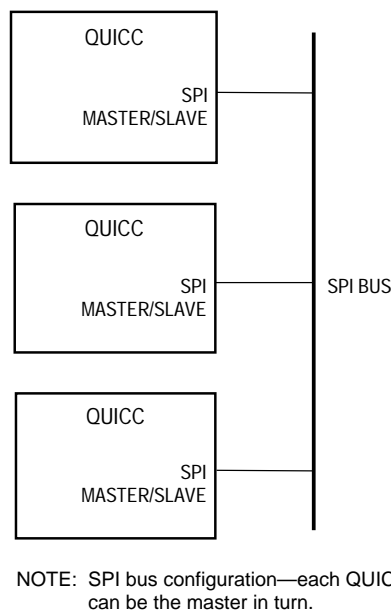 QUICC
SPI
MASTER/SLAVE
QUICC
SPI
MASTER/SLAVE
SPI BUS
QUICC
SPI
MASTER/SLAVE
NOTE: SPI bus configuration—each QUIC
can be the master in turn.